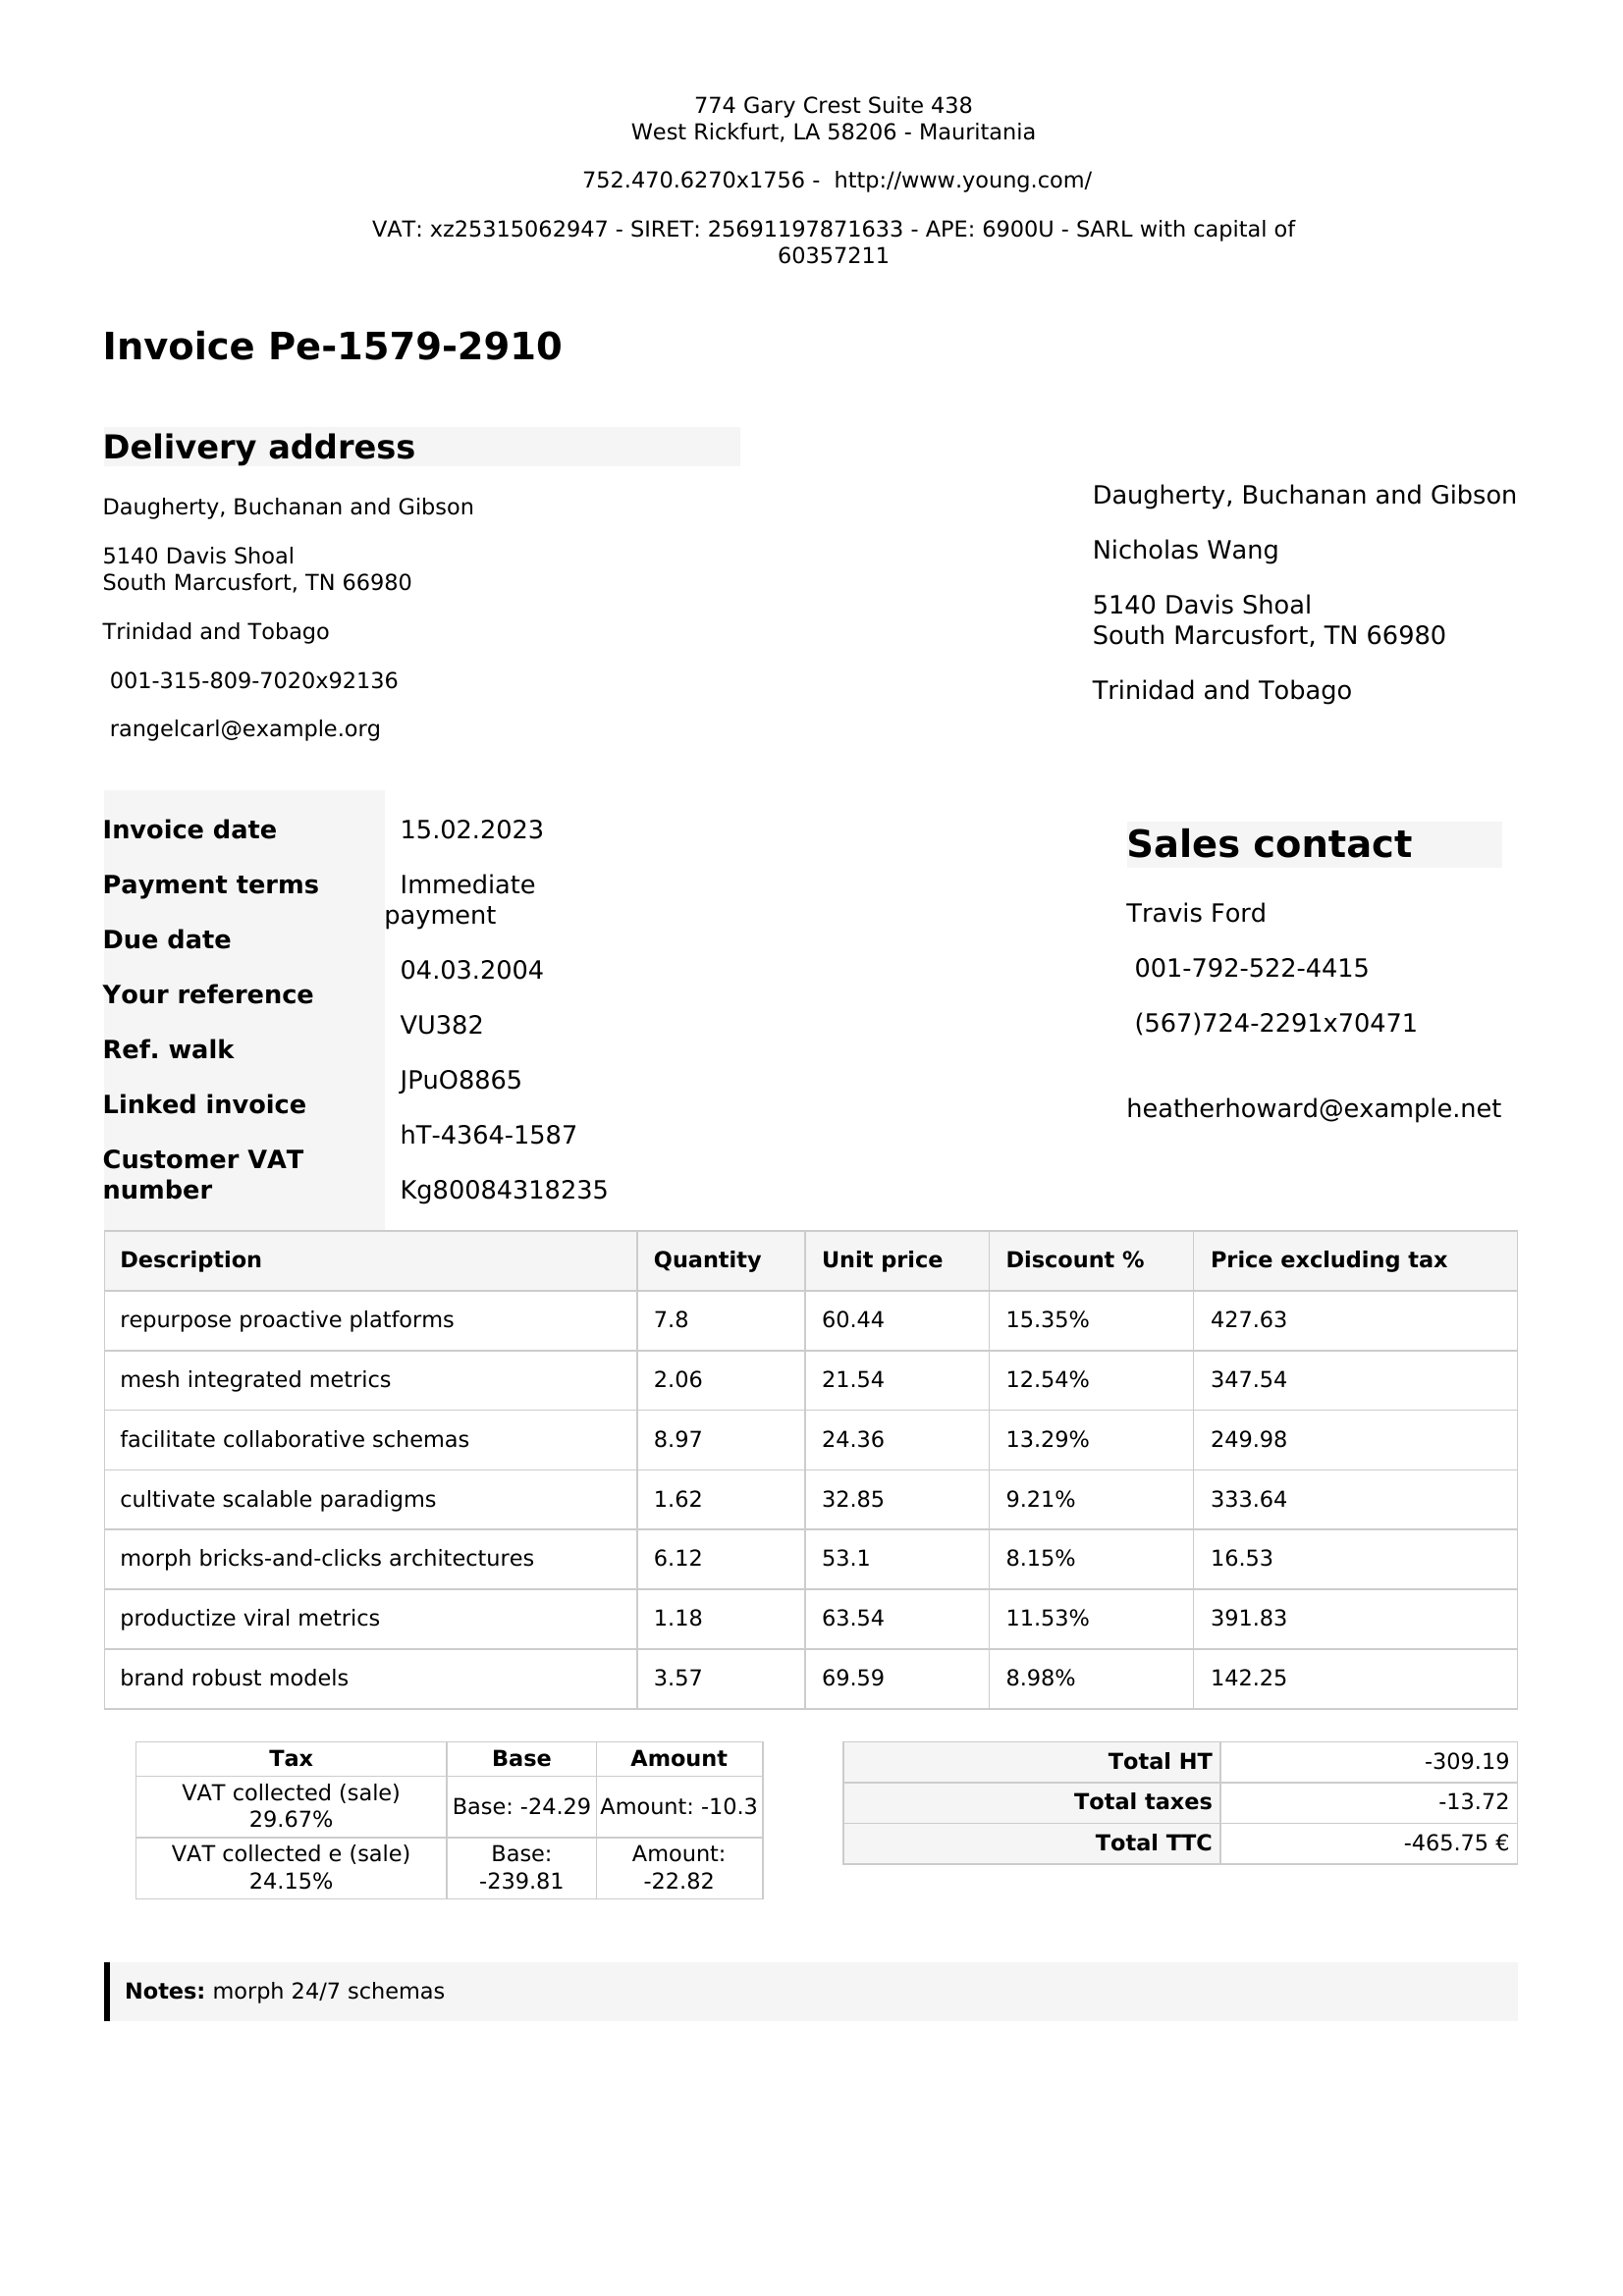 774 Gary Crest Suite 438
West Rickfurt, LA 58206 - Mauritania
752.470.6270x1756 - http://www.young.com/
VAT: xz25315062947 - SIRET: 25691197871633 - APE: 6900U - SARL with capital of
60357211
Invoice Pe-1579-2910
Delivery address
Daugherty, Buchanan and Gibson
5140 Davis Shoal
South Marcusfort, TN 66980
Trinidad and Tobago
001-315-809-7020x92136
rangelcarl@example.org
Daugherty, Buchanan and Gibson
Nicholas Wang
5140 Davis Shoal
South Marcusfort, TN 66980
Trinidad and Tobago
Invoice date
Payment terms
Due date
Your reference
Ref. walk
Linked invoice
Customer VAT
number
15.02.2023
Immediate
payment
04.03.2004
VU382
JPuO8865
hT-4364-1587
Kg80084318235
Sales contact
Travis Ford
001-792-522-4415
(567)724-2291x70471
heatherhoward@example.net
Description Quantity Unit price Discount % Price excluding tax
repurpose proactive platforms 7.8 60.44 15.35% 427.63
mesh integrated metrics 2.06 21.54 12.54% 347.54
facilitate collaborative schemas 8.97 24.36 13.29% 249.98
cultivate scalable paradigms 1.62 32.85 9.21% 333.64
morph bricks-and-clicks architectures 6.12 53.1 8.15% 16.53
productize viral metrics 1.18 63.54 11.53% 391.83
brand robust models 3.57 69.59 8.98% 142.25
Tax Base Amount
VAT collected (sale)
29.67%
Base: -24.29 Amount: -10.3
VAT collected e (sale)
24.15%
Base:
-239.81
Amount:
-22.82
Total HT -309.19
Total taxes -13.72
Total TTC -465.75 €
Notes: morph 24/7 schemas